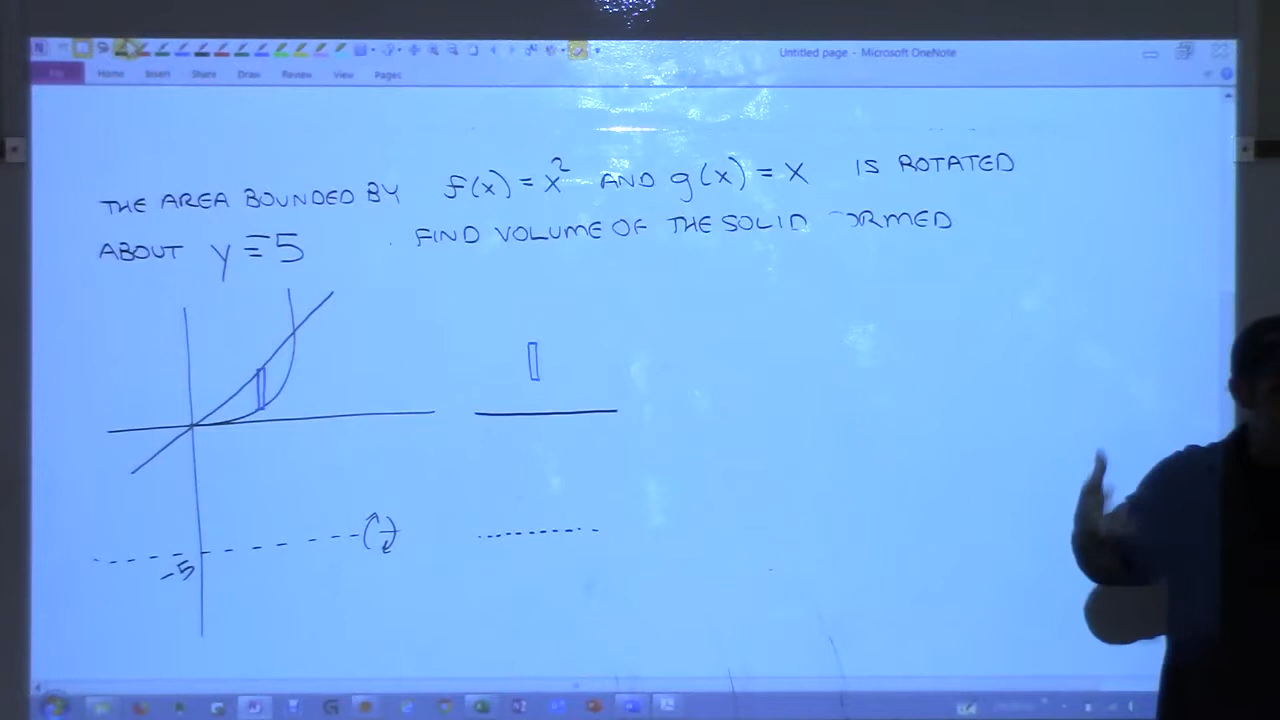 Untitled page - Microsoft OneNote
Home Insert Share Draw Review View Pages
THE AREA BOUNDED BY f(x) = x² AND g(x) = x IS ROTATED
ABOUT y = -5 . FIND VOLUME OF THE SOLID FORMED
-5